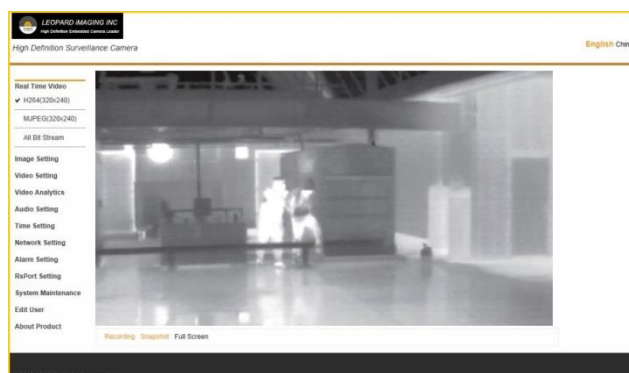 LEOPARD IMAGING INC
High Definition Embedded Camera Leader
High Definition Surveillance Camera
English Chin
Real Time Video
✔ H264(320x240)
MJPEG(320x240)
All Bit Stream
Image Setting
Video Setting
Video Analytics
Audio Setting
Time Setting
Network Setting
Alarm Setting
RsPort Setting
System Maintenance
Edit User
About Product
Recording Snapshot Full Screen